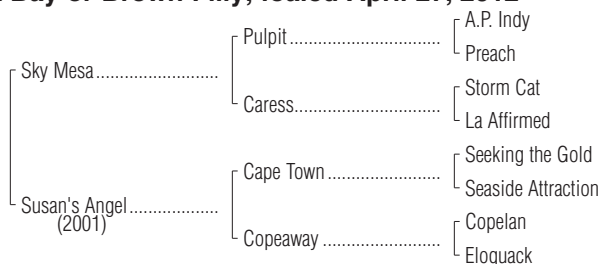 Bay or Brown Filly; foaled April 27, 2012
A.P. Indy
Pulpit
Preach
Sky Mesa
Storm Cat
Caress
La Affirmed
Seeking the Gold
Cape Town
Seaside Attraction
Susan's Angel
(2001)
Copelan
Copeaway
Eloquack